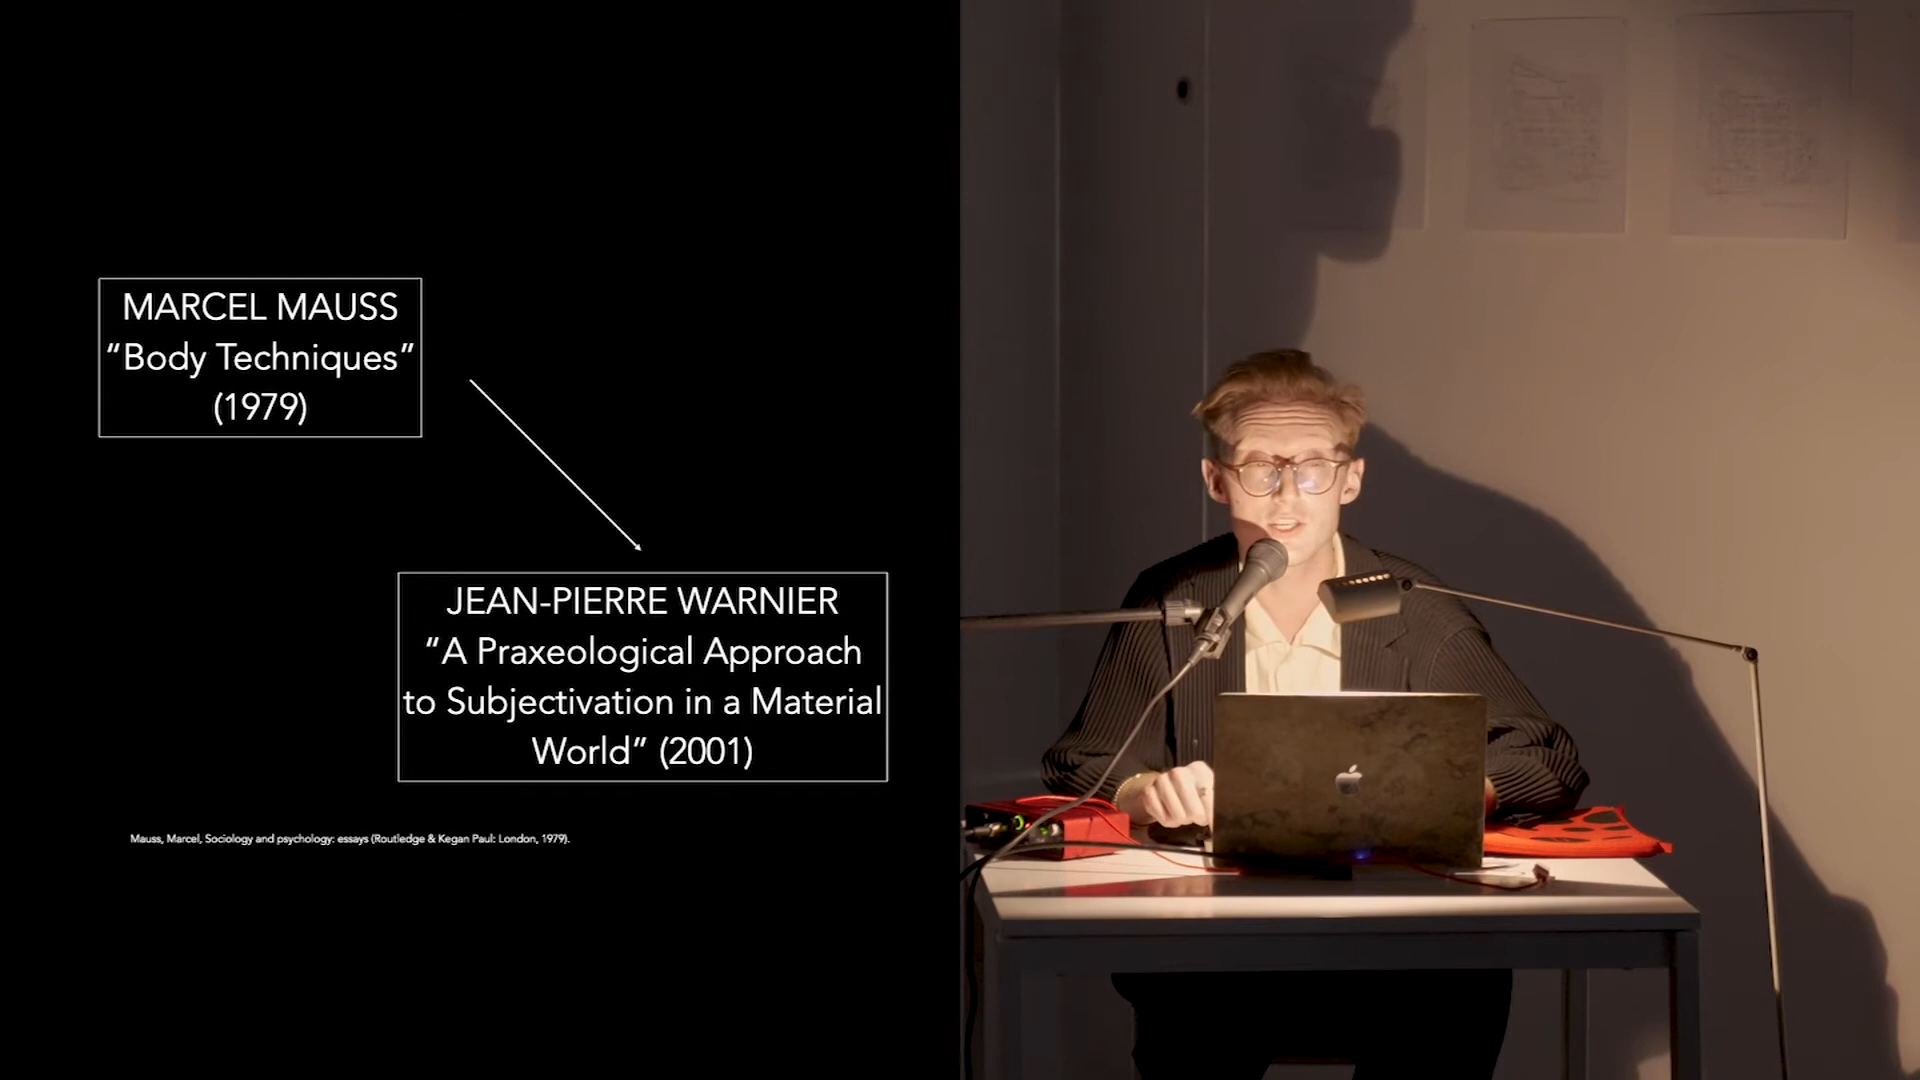 MARCEL MAUSS
“Body Techniques”
(1979)
JEAN-PIERRE WARNIER
“A Praxeological Approach
to Subjectivation in a Material
World” (2001)
Mauss, Marcel, Sociology and psychology: essays (Routledge & Kegan Paul: London, 1979).